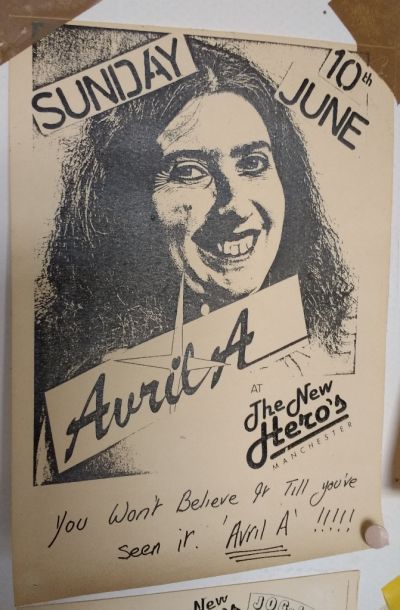 SUNDAY
10th
JUNE
Avril A
AT
The New
Hero's
MANCHESTER
You Won't Believe It Till you've
seen it. 'Avril A' !!!!!
New